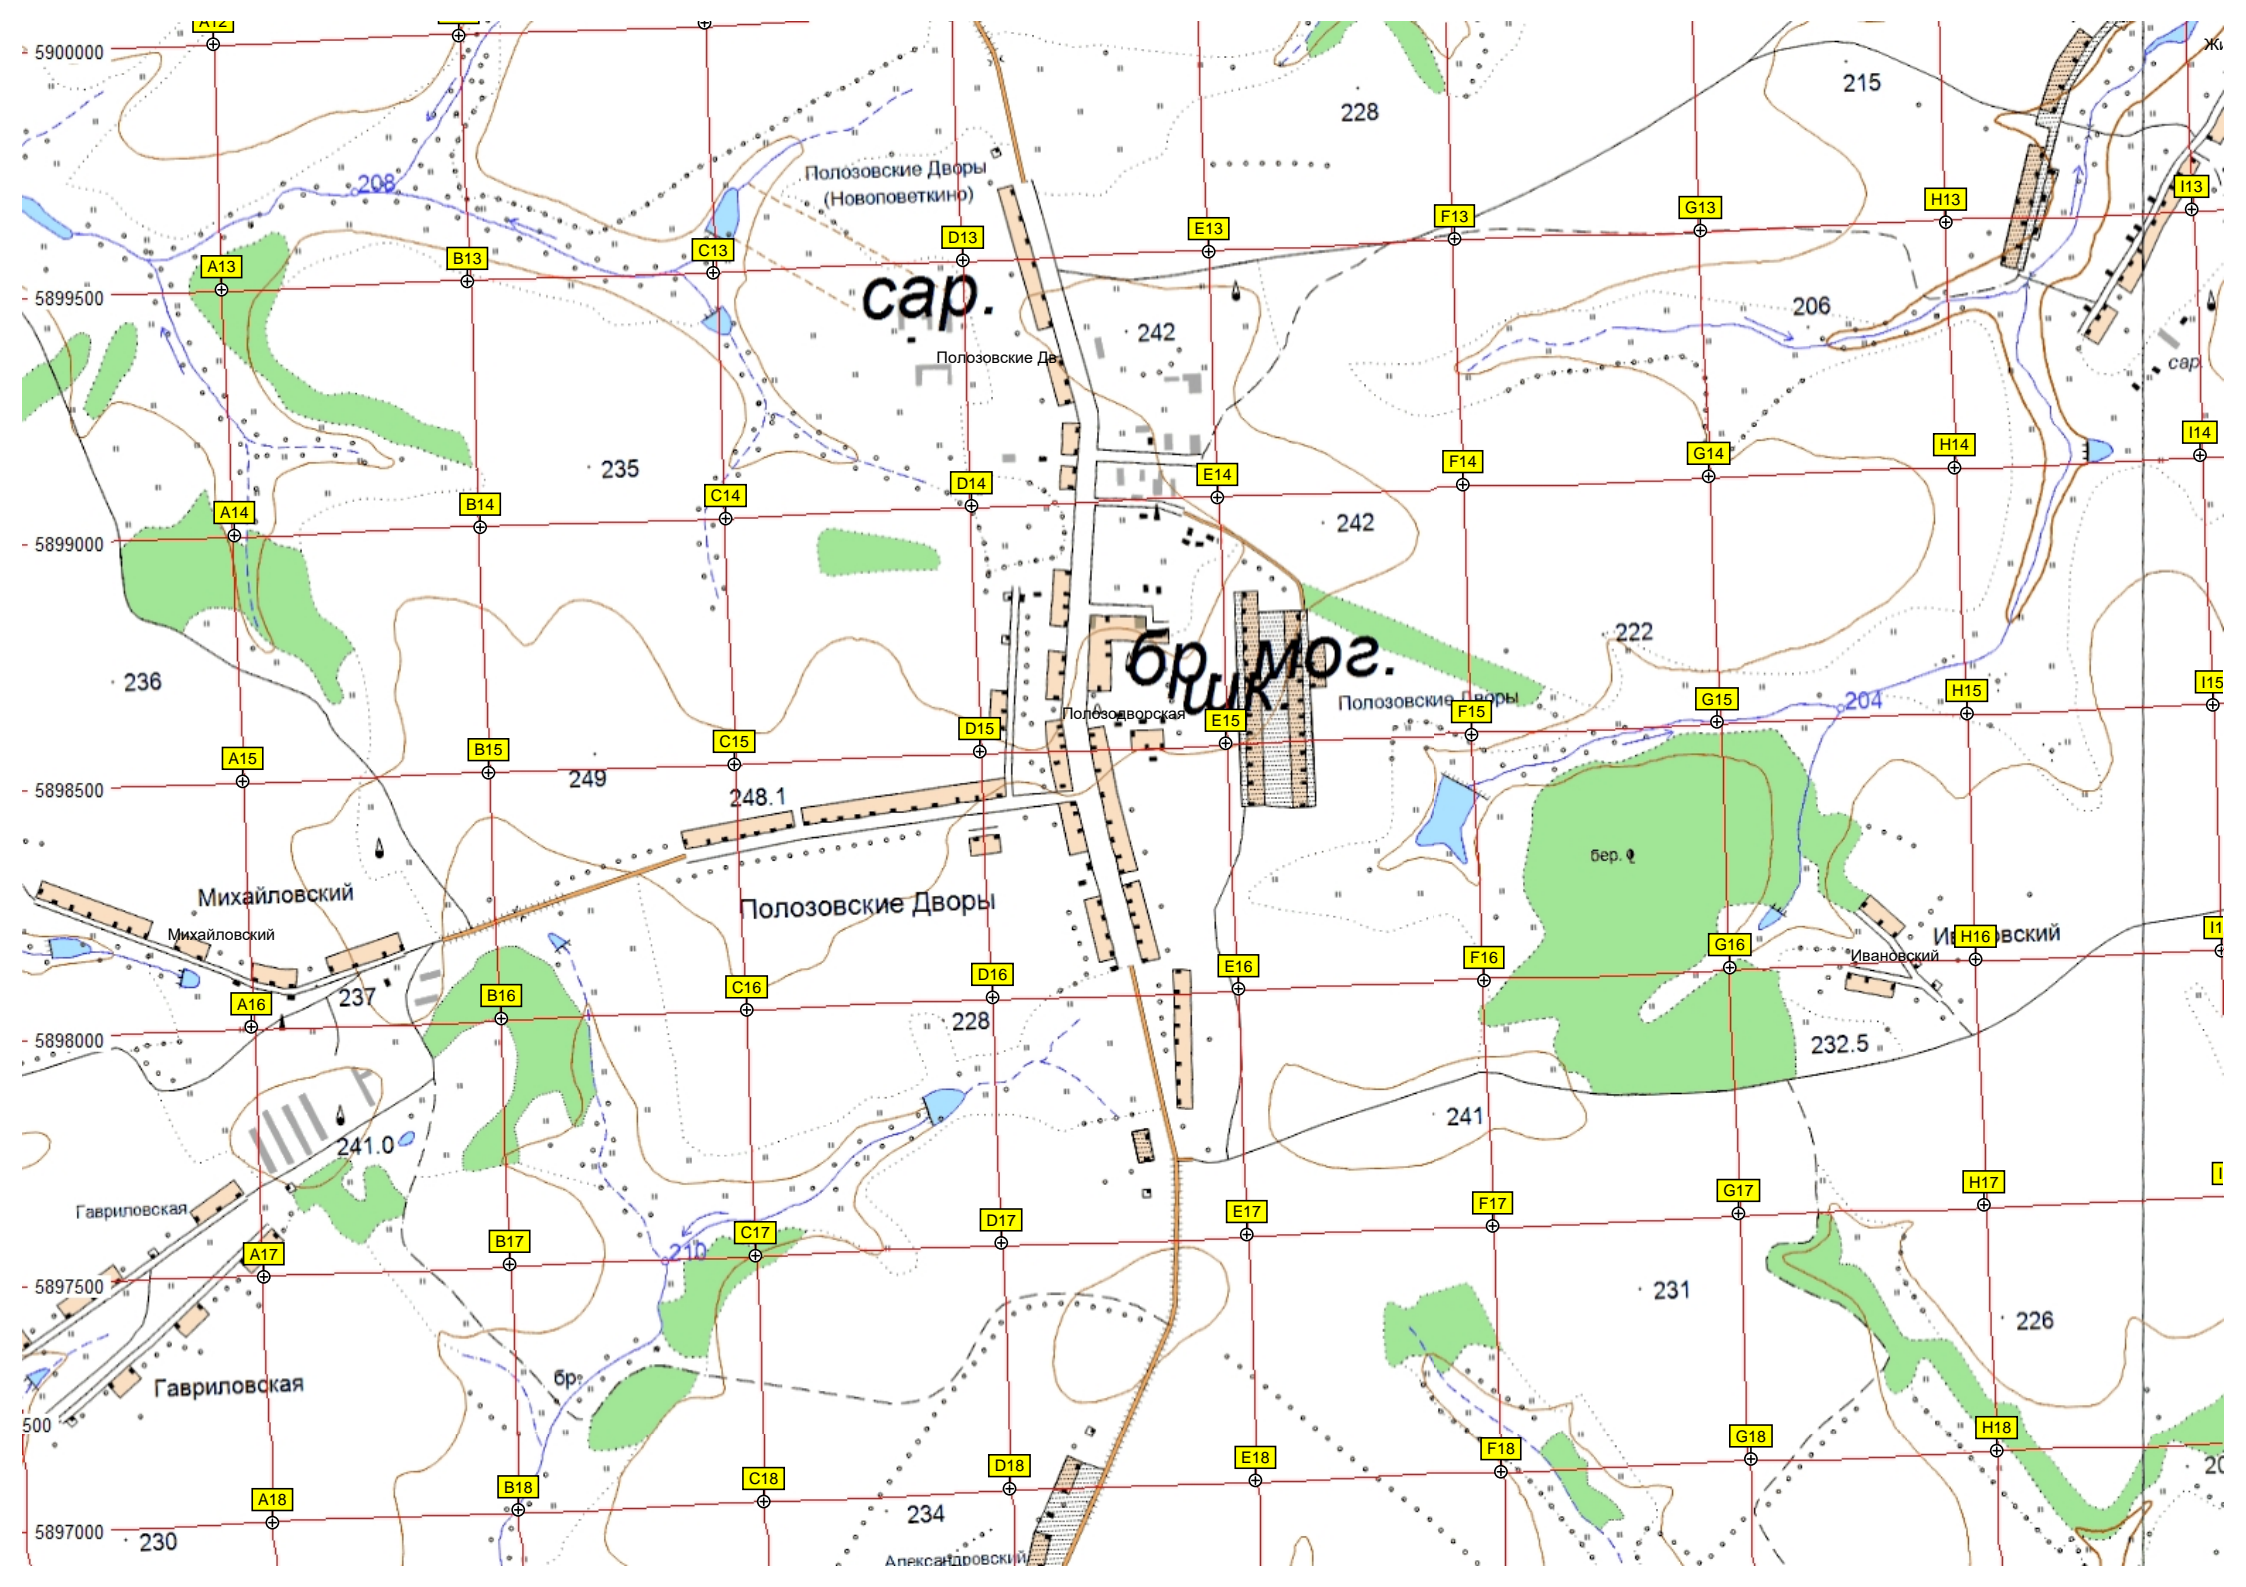 A12
5900000
215
228
208
Полозовские Дворы
(Новоповеткино)
I13
H13
G13
F13
E13
D13
C13
B13
A13
5899500
сар.
206
242
Полозовские Дв
сар.
I14
H14
G14
F14
E14
D14
C14
B14
A14
235
242
5899000
222
236
бр.
мог.
шк
Полозовские Дворы
204
Полозодворская
I15
H15
G15
F15
E15
D15
C15
B15
A15
249
5898500
248.1
бер.
Михайловский
Полозовские Дворы
Михайловский
Ивановский
H16
G16
F16
E16
D16
C16
B16
A16
237
228
5898000
232.5
241
241.0
Гавриловская
H17
G17
F17
E17
D17
C17
B17
A17
210
5897500
231
226
бр.
Гавриловская
500
H18
G18
F18
E18
D18
C18
B18
A18
234
5897000
230
Александровский